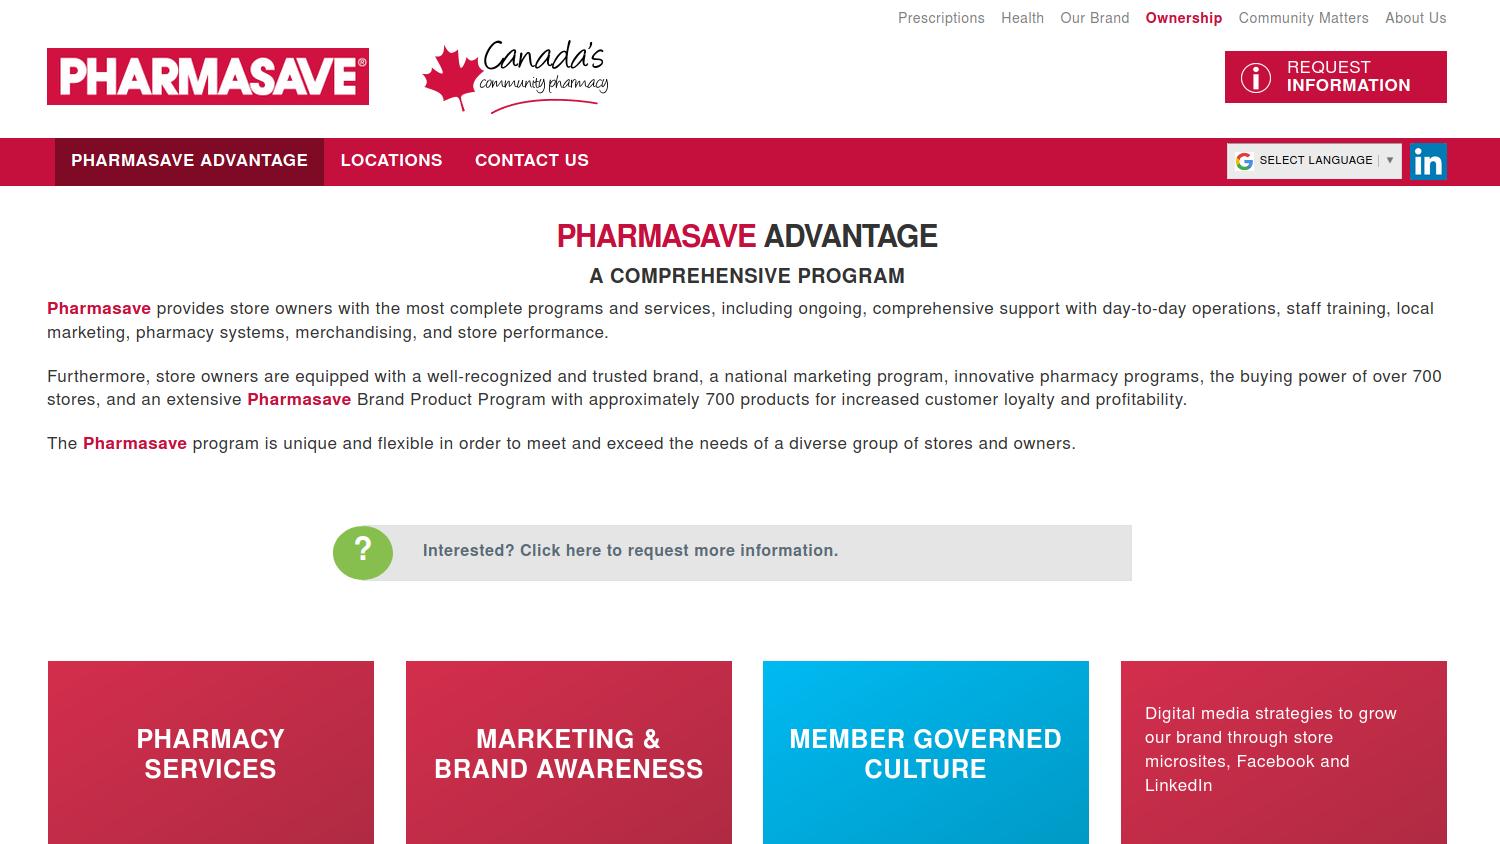 Prescriptions Health Our Brand Ownership Community Matters About Us
PHARMASAVE®
Canada's
community pharmacy
REQUEST
INFORMATION
PHARMASAVE ADVANTAGE LOCATIONS CONTACT US
G SELECT LANGUAGE ▼ in
PHARMASAVE ADVANTAGE
A COMPREHENSIVE PROGRAM
Pharmasave provides store owners with the most complete programs and services, including ongoing, comprehensive support with day-to-day operations, staff training, local
marketing, pharmacy systems, merchandising, and store performance.
Furthermore, store owners are equipped with a well-recognized and trusted brand, a national marketing program, innovative pharmacy programs, the buying power of over 700
stores, and an extensive Pharmasave Brand Product Program with approximately 700 products for increased customer loyalty and profitability.
The Pharmasave program is unique and flexible in order to meet and exceed the needs of a diverse group of stores and owners.
? Interested? Click here to request more information.
PHARMACY
SERVICES
MARKETING &
BRAND AWARENESS
MEMBER GOVERNED
CULTURE
Digital media strategies to grow
our brand through store
microsites, Facebook and
LinkedIn